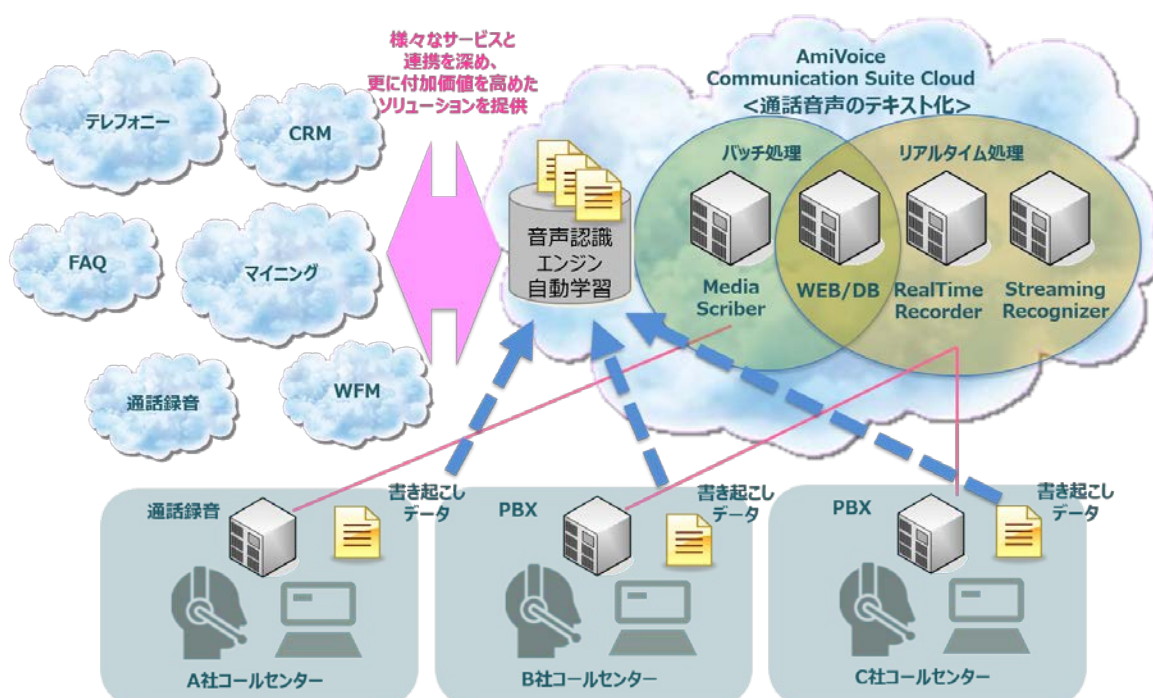 様々なサービスと
連携を深め、
更に付加価値を高めた
ソリューションを提供
テレフォニー
CRM
FAQ
マイニング
通話録音
WFM
AmiVoice
Communication Suite Cloud
<通話音声のテキスト化>
バッチ処理
リアルタイム処理
音声認識
エンジン
自動学習
Media
Scriber
WEB/DB
RealTime
Recorder
Streaming
Recognizer
通話録音
書き起こし
データ
A社コールセンター
PBX
書き起こし
データ
B社コールセンター
PBX
書き起こし
データ
C社コールセンター